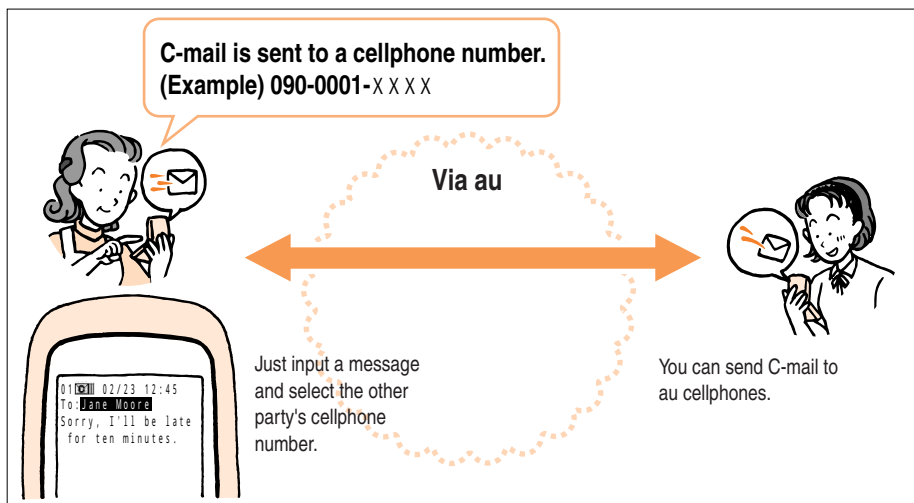 C-mail is sent to a cellphone number.
(Example) 090-0001-XXXX
Via au
Just input a message
and select the other
party's cellphone
number.
You can send C-mail to
au cellphones.
01 02/23 12:45
To:Jane Moore
Sorry, I'll be late
for ten minutes.